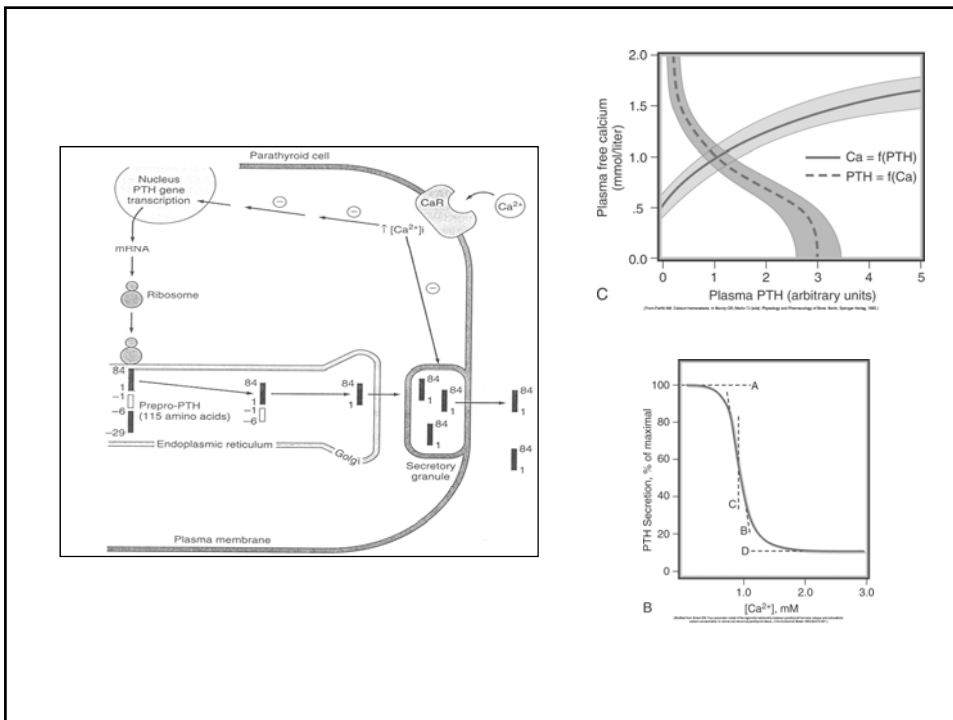 Parathyroid cell
Nucleus
PTH gene
transcription
CaR
Ca²⁺
↑ [Ca²⁺]i
mRNA
Ribosome
84
1
–1
–6
–29
Prepro-PTH
(115 amino acids)
84
1
–1
–6
84
1
84
1
84
1
84
1
84
1
84
1
Endoplasmic reticulum
Golgi
Secretory
granule
Plasma membrane
Plasma free calcium
(mmol/liter)
2.0
1.5
1.0
.5
0.0
Ca = f(PTH)
PTH = f(Ca)
0
1
2
3
4
5
Plasma PTH (arbitrary units)
C
PTH Secretion, % of maximal
100
80
60
40
20
0
A
C
B
D
1.0
2.0
3.0
[Ca²⁺], mM
B